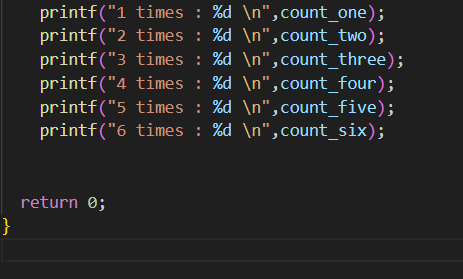 printf("1 times : %d \n",count_one);
printf("2 times : %d \n",count_two);
printf("3 times : %d \n",count_three);
printf("4 times : %d \n",count_four);
printf("5 times : %d \n",count_five);
printf("6 times : %d \n",count_six);
return 0;
}